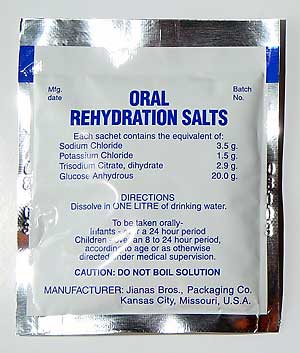 Mfg. date
Batch No.
ORAL
REHYDRATION SALTS
Each sachet contains the equivalent of:
Sodium Chloride 3.5 g.
Potassium Chloride 1.5 g.
Trisodium Citrate, dihydrate 2.9 g.
Glucose Anhydrous 20.0 g.
DIRECTIONS
Dissolve in ONE LITRE of drinking water.
To be taken orally-
Infants - a 24 hour period
Children - over an 8 to 24 hour period,
according to age or as otherwise
directed under medical supervision.
CAUTION: DO NOT BOIL SOLUTION
MANUFACTURER: Jianas Bros., Packaging Co.
Kansas City, Missouri, U.S.A.